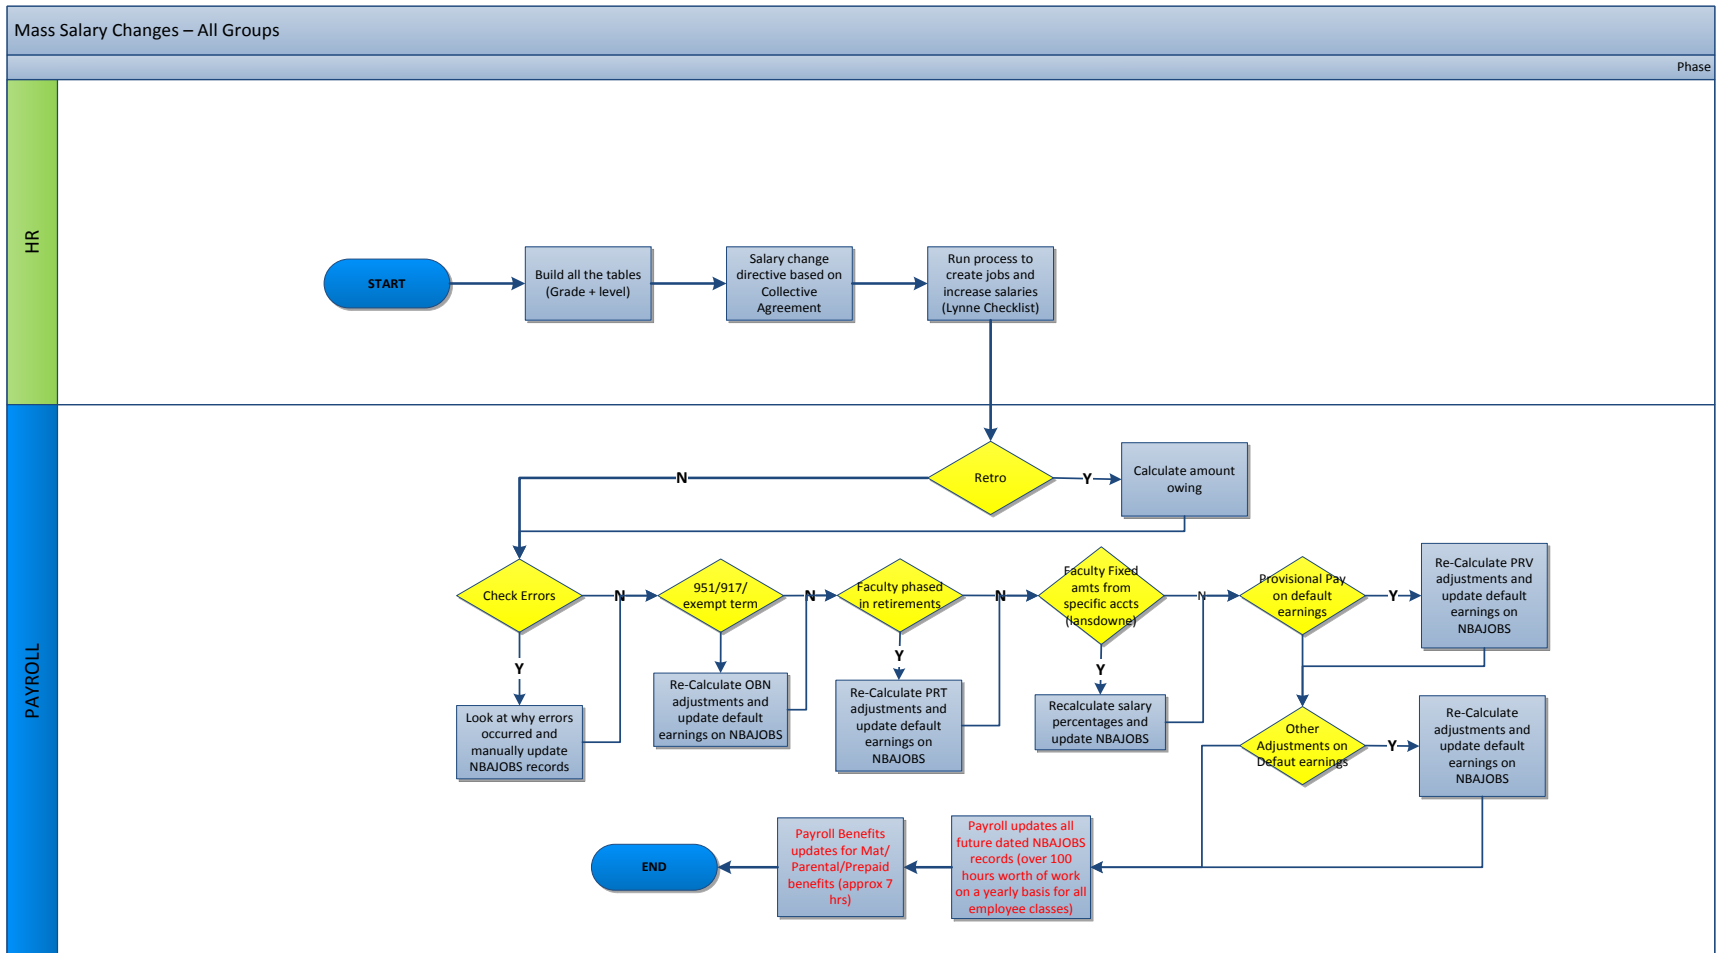 Mass Salary Changes – All Groups
Phase
HR
START
Build all the tables
(Grade + level)
Salary change
directive based on
Collective
Agreement
Run process to
create jobs and
increase salaries
(Lynne Checklist)
PAYROLL
Retro
N
Y
Calculate amount
owing
Check Errors
N
951/917/
exempt term
N
Faculty phased
in retirements
N
Faculty Fixed
amts from
specific accts
(lansdowne)
N
Provisional Pay
on default
earnings
Y
Re-Calculate PRV
adjustments and
update default
earnings on
NBAJOBS
Y
Look at why errors
occurred and
manually update
NBAJOBS records
Re-Calculate OBN
adjustments and
update default
earnings on NBAJOBS
Y
Re-Calculate PRT
adjustments and
update default
earnings on
NBAJOBS
Y
Recalculate salary
percentages and
update NBAJOBS
Other
Adjustments on
Defaut earnings
Y
Re-Calculate
adjustments and
update default
earnings on
NBAJOBS
END
Payroll Benefits
updates for Mat/
Parental/Prepaid
benefits (approx 7
hrs)
Payroll updates all
future dated NBAJOBS
records (over 100
hours worth of work
on a yearly basis for all
employee classes)